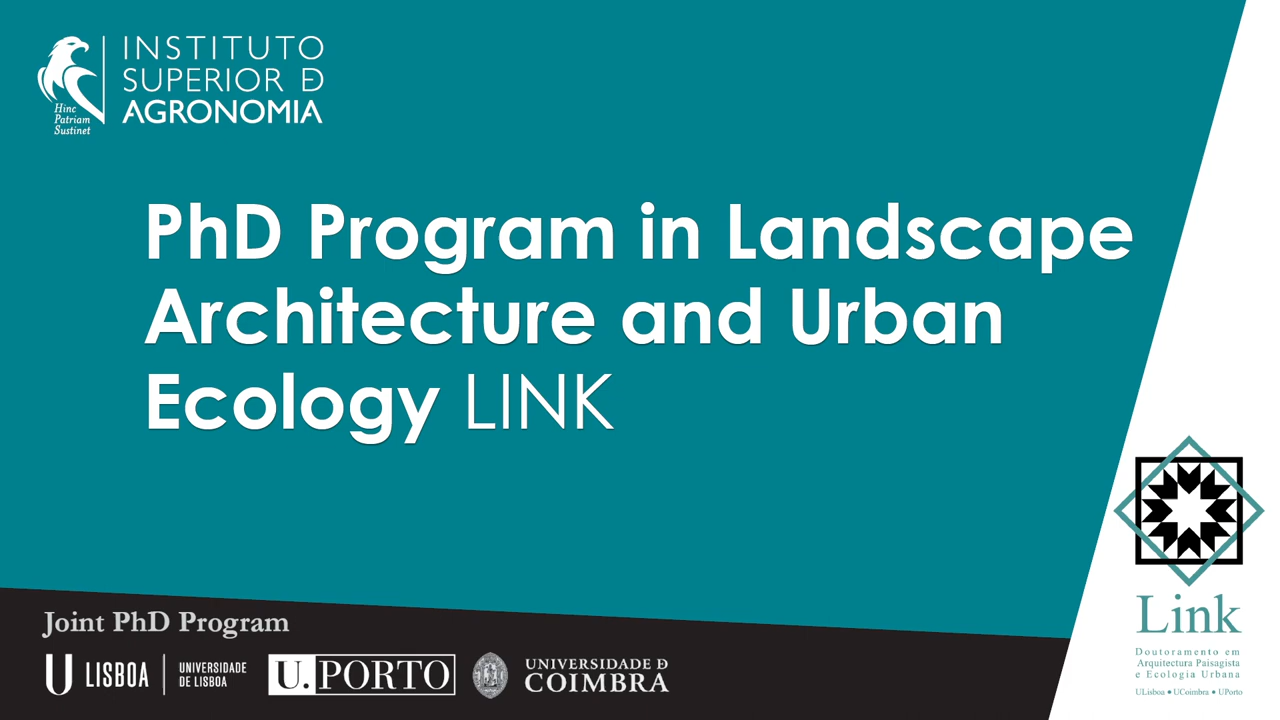 INSTITUTO
SUPERIOR D
AGRONOMIA
Hinc
Patriam
Sustinet
PhD Program in Landscape
Architecture and Urban
Ecology LINK
Joint PhD Program
U LISBOA
UNIVERSIDADE
DE LISBOA
U.PORTO
UNIVERSIDADE D
COIMBRA
Link
Doutoramento em
Arquitectura Paisagista
e Ecologia Urbana
ULisboa ● UCoimbra ● UPorto